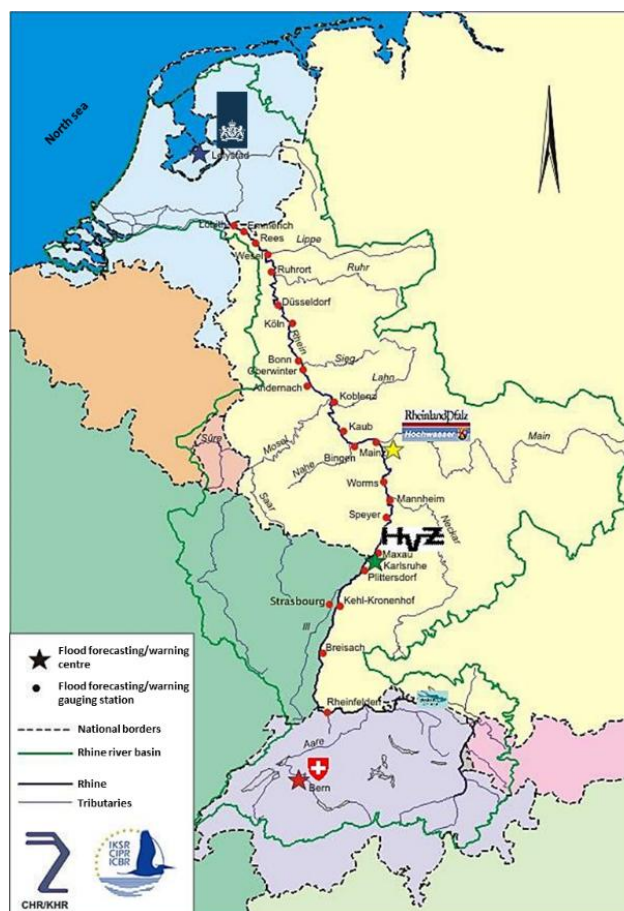 North sea
Lelystad
Lobith
Emmerich
Rees
Wesel
Lippe
Ruhrort
Ruhr
Düsseldorf
Köln
Rhein
Bonn
Sieg
Oberwinter
Lahn
Andernach
Koblenz
RheinlandPfalz
Hochwasser
Kaub
Mosel
Main
Sûre
Bingen
Mainz
Nahe
Worms
Saar
Mannheim
Speyer
Neckar
HVZ
Maxau
Karlsruhe
Plittersdorf
Strasbourg
Kehl-Kronenhof
Ill
Breisach
Rheinfelden
Aare
Bern
Flood forecasting/warning
centre
Flood forecasting/warning
gauging station
National borders
Rhine river basin
Rhine
Tributaries
IKSR
CIPR
ICBR
CHR/KHR